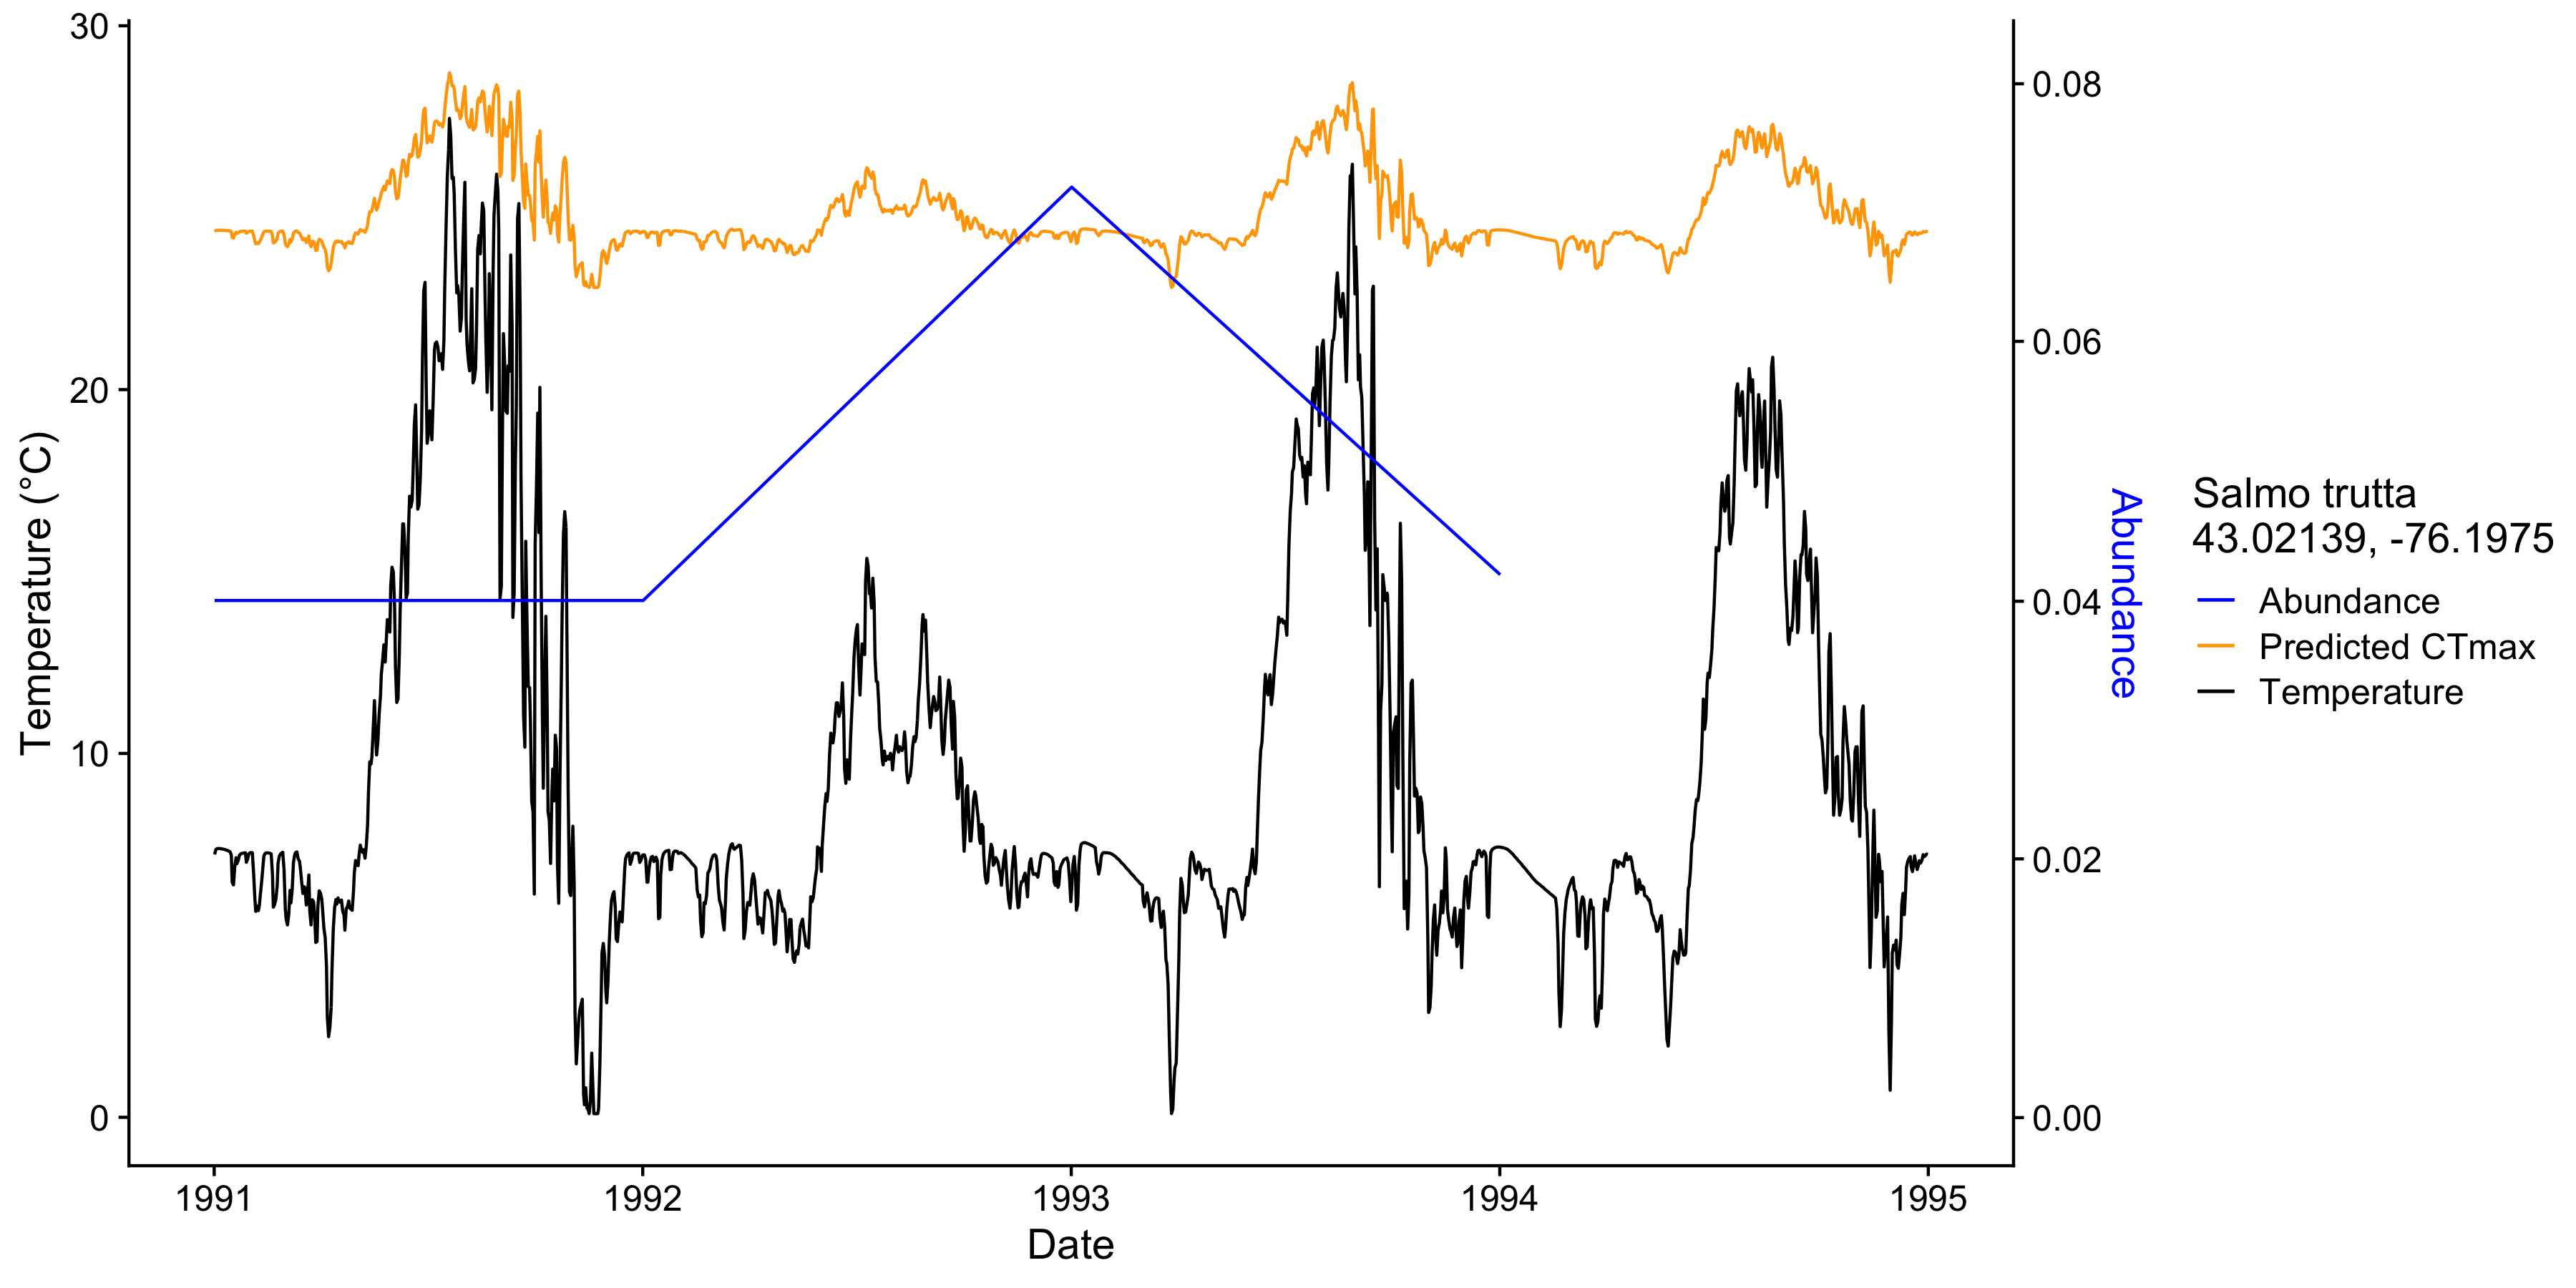 30
20
10
0
Temperature (°C)
1991
1992
1993
1994
1995
Date
0.08
0.06
0.04
0.02
0.00
Abundance
Salmo trutta
43.02139, -76.1975
Abundance
Predicted CTmax
Temperature